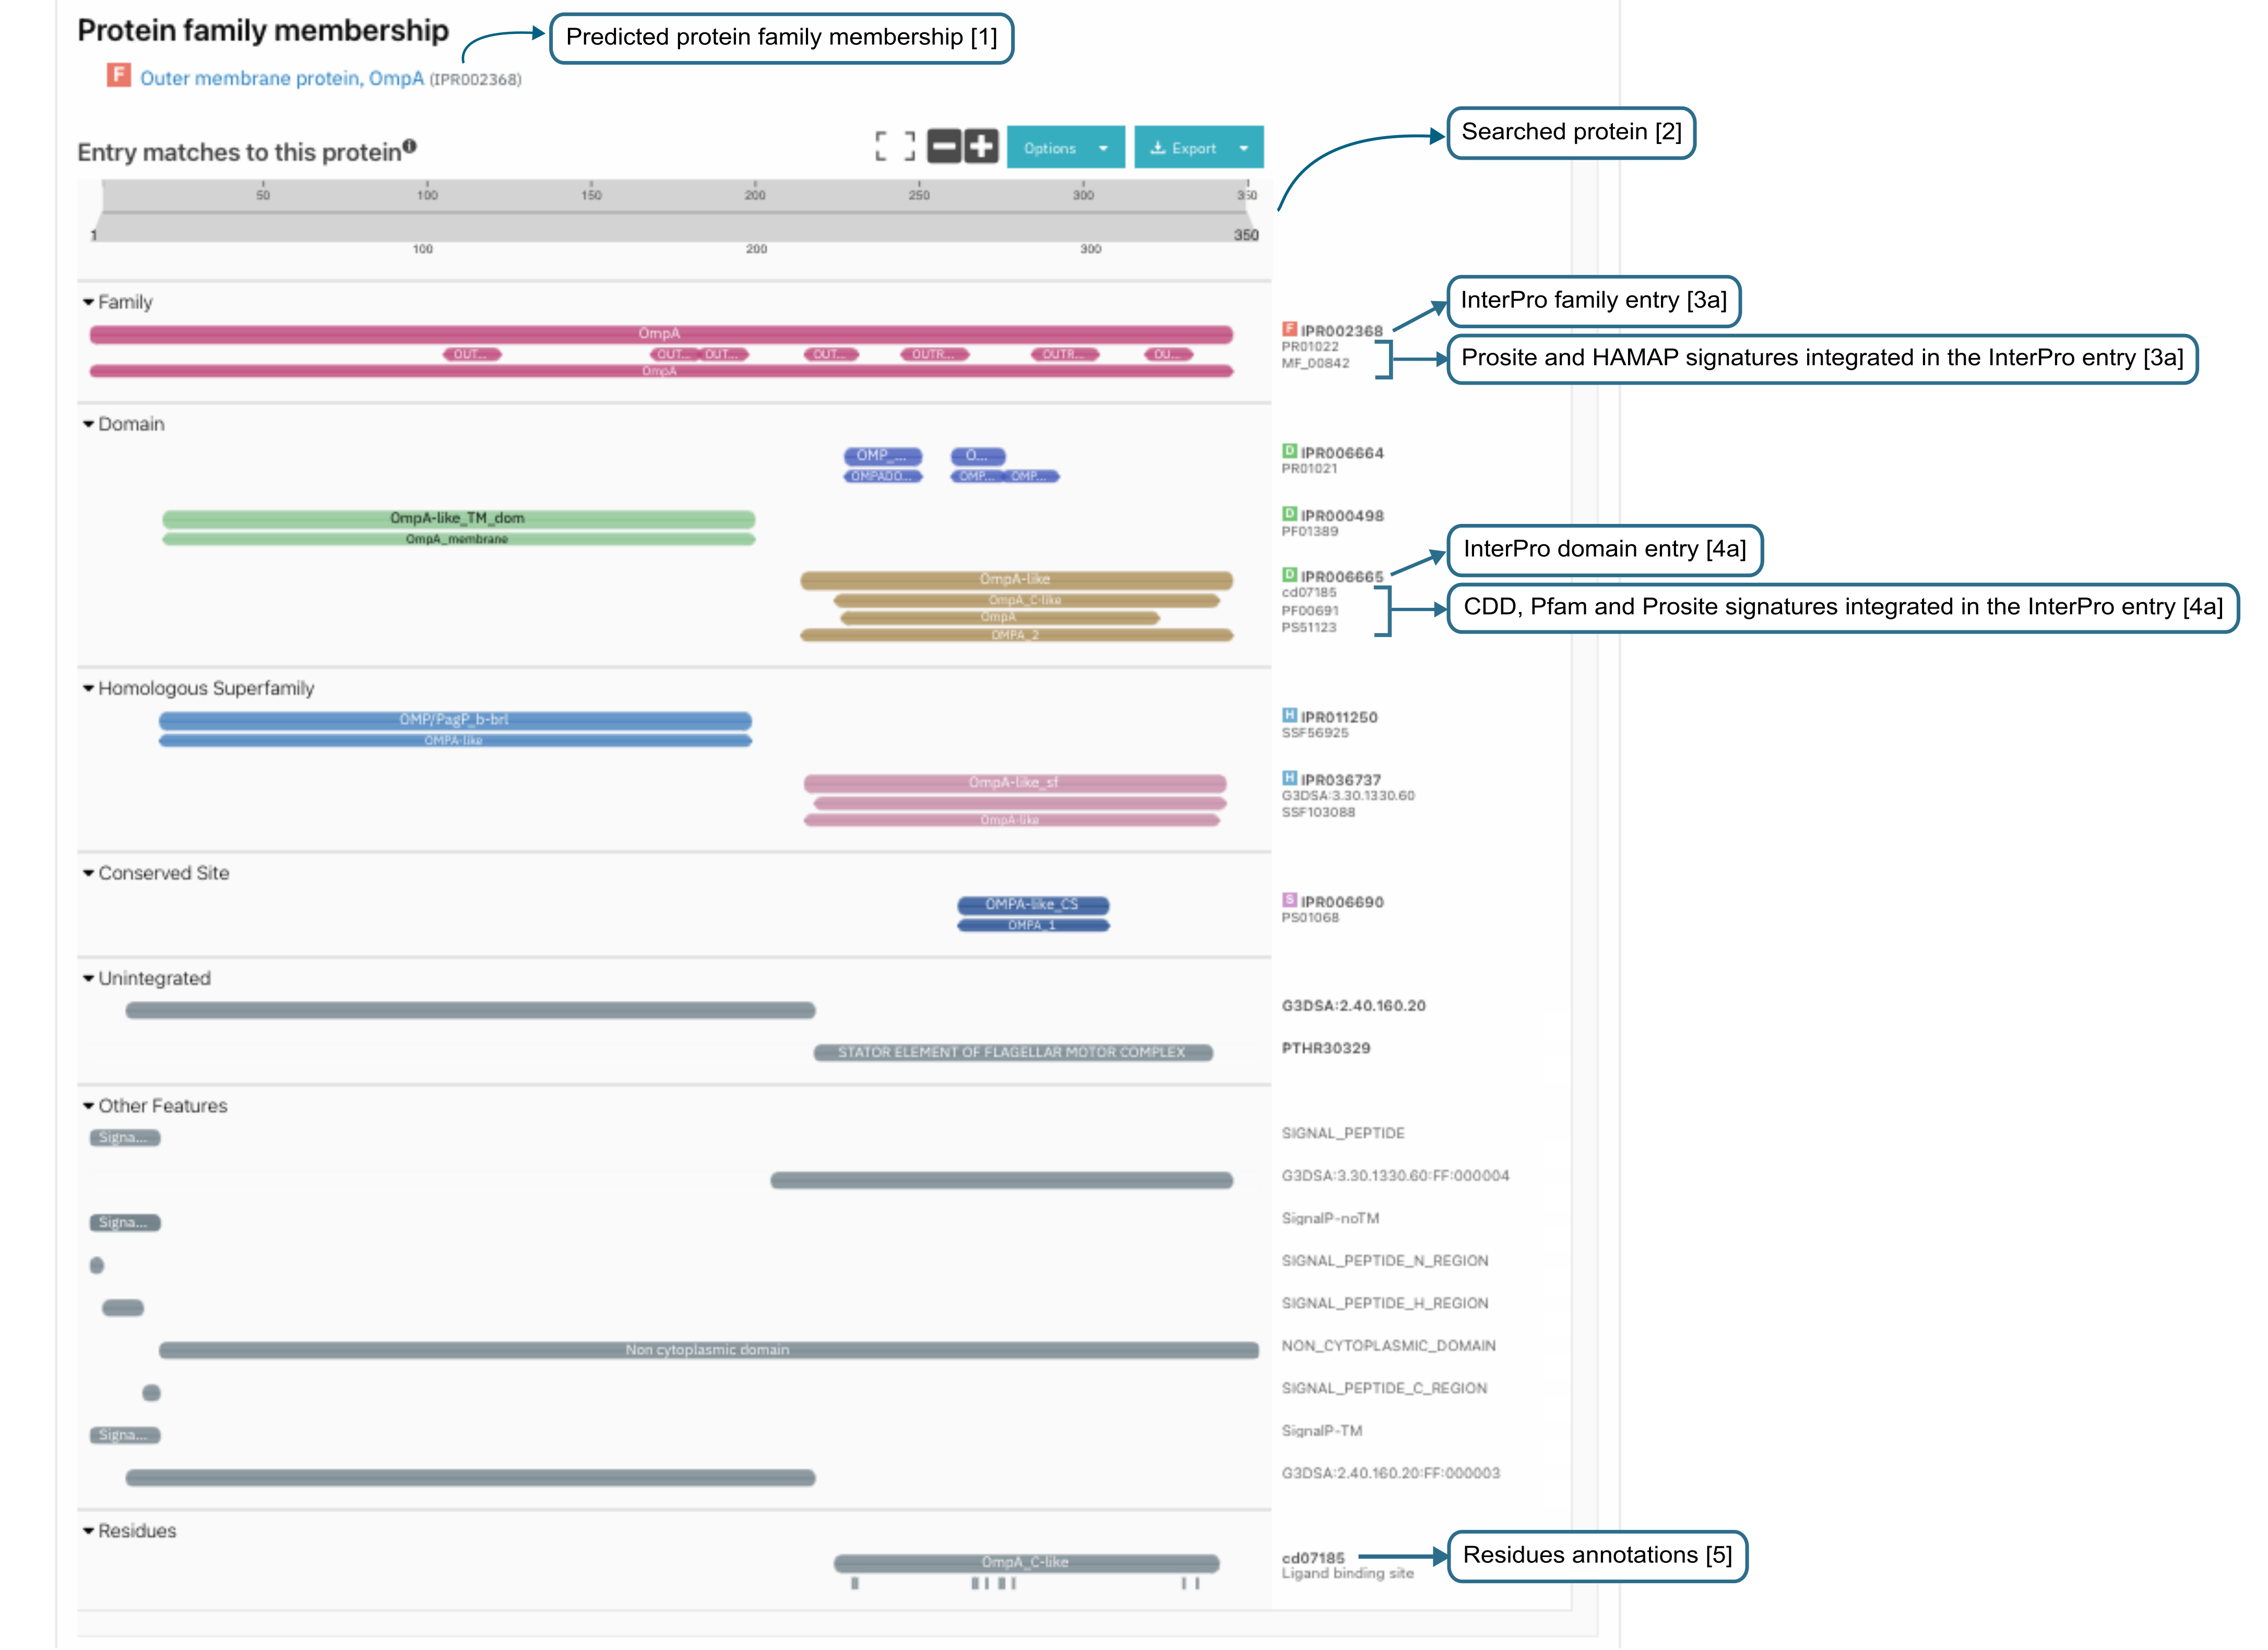 Protein family membership
Predicted protein family membership [1]
F Outer membrane protein, OmpA (IPR002368)
Searched protein [2]
Entry matches to this protein
Options
Export
50 100 150 200 250 300 350
1 350
100 200 300
Family
OmpA
F IPR002368
InterPro family entry [3a]
OUT... OUT... OUT... OUT... OUTR... OUTR... OU...
PR01022
OmpA
MF_00842
Prosite and HAMAP signatures integrated in the InterPro entry [3a]
Domain
OMP_... O...
D IPR006664
OMPADO... OMP... OMP...
PR01021
OmpA-like_TM_dom
D IPR000498
OmpA_membrane
PF01389
InterPro domain entry [4a]
OmpA-like
D IPR006665
OmpA_C-like
cd07185
OmpA
PF00691
OMPA_2
PS51123
CDD, Pfam and Prosite signatures integrated in the InterPro entry [4a]
Homologous Superfamily
OMP/PagP_b-brl
H IPR011250
OMPA-like
SSF56925
OmpA-like_sf
H IPR036737
G3DSA:3.30.1330.60
OmpA-like
SSF103088
Conserved Site
OMPA-like_CS
S IPR006690
OMPA_1
PS01068
Unintegrated
G3DSA:2.40.160.20
STATOR ELEMENT OF FLAGELLAR MOTOR COMPLEX
PTHR30329
Other Features
Signa...
SIGNAL_PEPTIDE
G3DSA:3.30.1330.60:FF:000004
Signa...
SignalP-noTM
SIGNAL_PEPTIDE_N_REGION
SIGNAL_PEPTIDE_H_REGION
Non cytoplasmic domain
NON_CYTOPLASMIC_DOMAIN
SIGNAL_PEPTIDE_C_REGION
Signa...
SignalP-TM
G3DSA:2.40.160.20:FF:000003
Residues
OmpA_C-like
cd07185
Ligand binding site
Residues annotations [5]